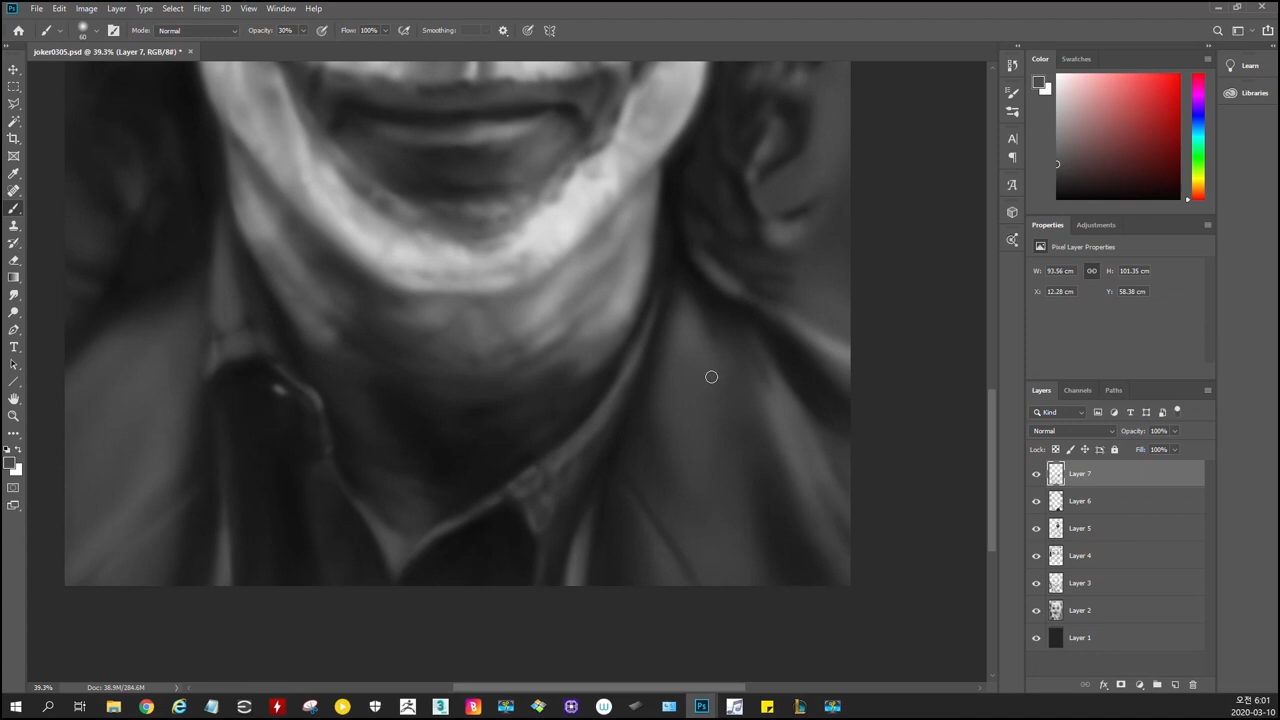 Ps File Edit Image Layer Type Select Filter 3D View Window Help
60 Mode: Normal Opacity: 30% Flow: 100% Smoothing:
joker0305.psd @ 39.3% (Layer 7, RGB/8#) *
Color Swatches
Learn
Libraries
Properties Adjustments
Pixel Layer Properties
W: 93.56 cm H: 101.35 cm
X: 12.28 cm Y: 58.38 cm
Layers Channels Paths
Kind
Normal Opacity: 100%
Lock: Fill: 100%
Layer 7
Layer 6
Layer 5
Layer 4
Layer 3
Layer 2
Layer 1
39.3% Doc: 38.9M/284.6M
오전 6:01
2020-03-10